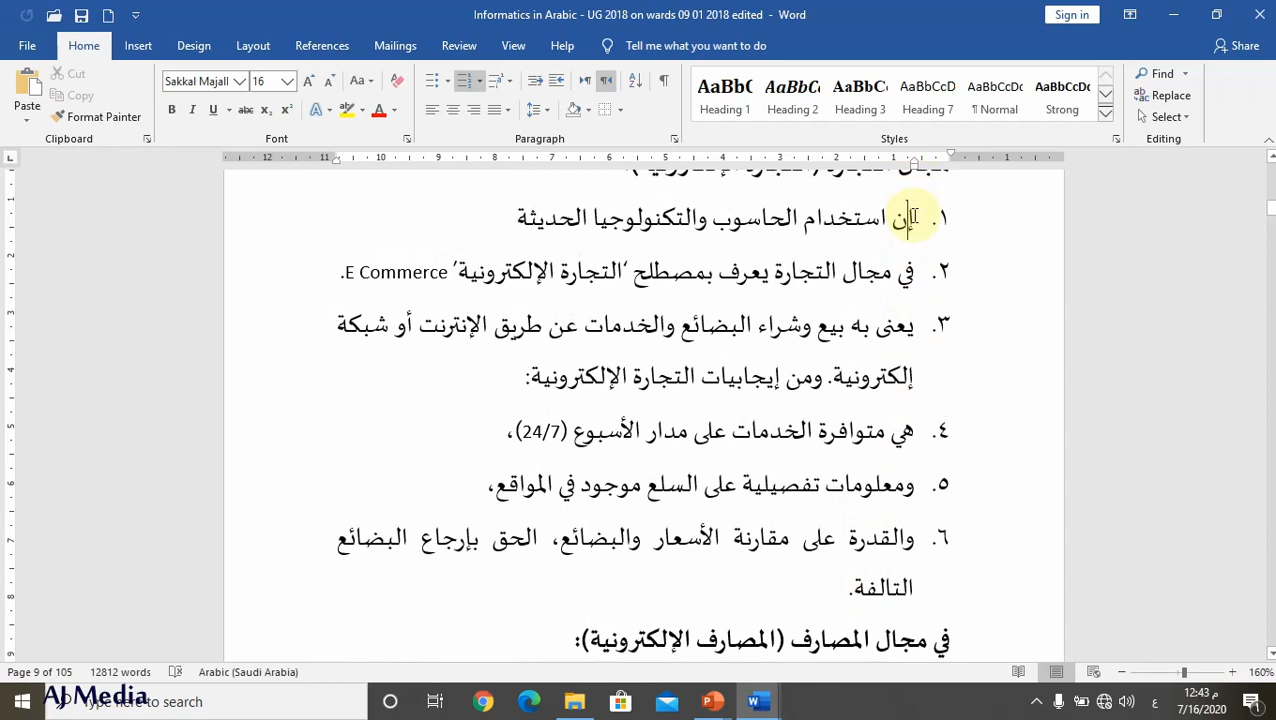 Informatics in Arabic - UG 2018 on wards 09 01 2018 edited - Word
Sign in
File Home Insert Design Layout References Mailings Review View Help Tell me what you want to do Share
Cut
Copy
Format Painter
Paste
Clipboard
Sakkal Majall 16
Font
Paragraph
AaBbC AaBbCc AaBbC AaBbCcD AaBbCcDc AaBbCcDc
Heading 1 Heading 2 Heading 3 Heading 7 ¶ Normal Strong
Styles
Find
Replace
Select
Editing
مجال التجارة (التجارة الإلكترونية):
١. إن استخدام الحاسوب والتكنولوجيا الحديثة
٢. في مجال التجارة يعرف بمصطلح ‘التجارة الإلكترونية’ E Commerce.
٣. يعنى به بيع وشراء البضائع والخدمات عن طريق الإنترنت أو شبكة
إلكترونية. ومن إيجابيات التجارة الإلكترونية:
٤. هي متوافرة الخدمات على مدار الأسبوع (24/7)،
٥. ومعلومات تفصيلية على السلع موجود في المواقع،
٦. والقدرة على مقارنة الأسعار والبضائع، الحق بإرجاع البضائع
التالفة.
في مجال المصارف (المصارف الإلكترونية):
Page 9 of 105 12812 words Arabic (Saudi Arabia) 160%
AJMedia
Type here to search
ع
12:43 م
7/16/2020